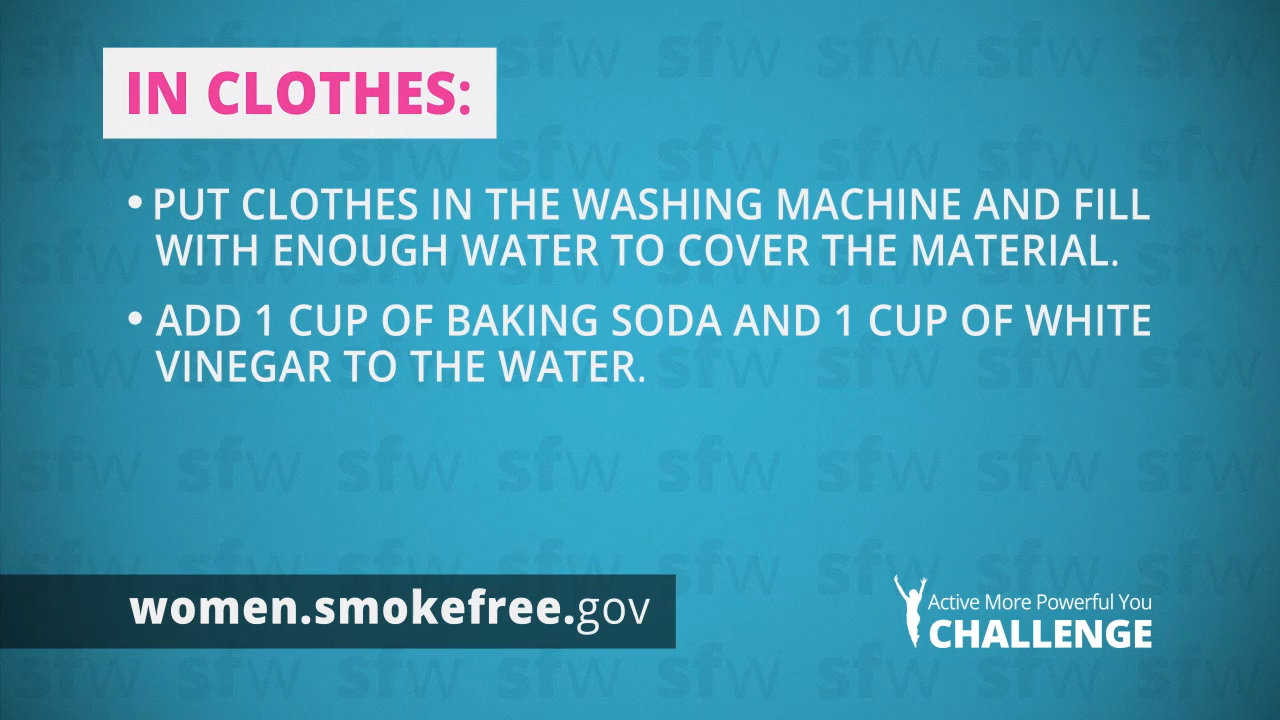 IN CLOTHES:
• PUT CLOTHES IN THE WASHING MACHINE AND FILL
WITH ENOUGH WATER TO COVER THE MATERIAL.
• ADD 1 CUP OF BAKING SODA AND 1 CUP OF WHITE
VINEGAR TO THE WATER.
women.smokefree.gov
Active More Powerful You
CHALLENGE